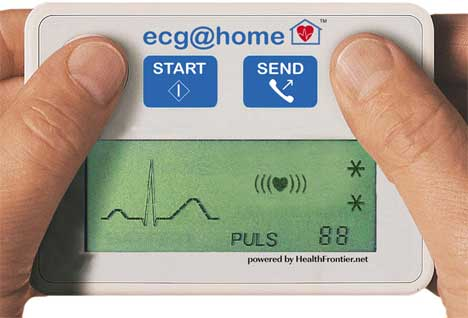 ecg@home ™
START
SEND
* 
*
PULS 88
powered by HealthFrontier.net